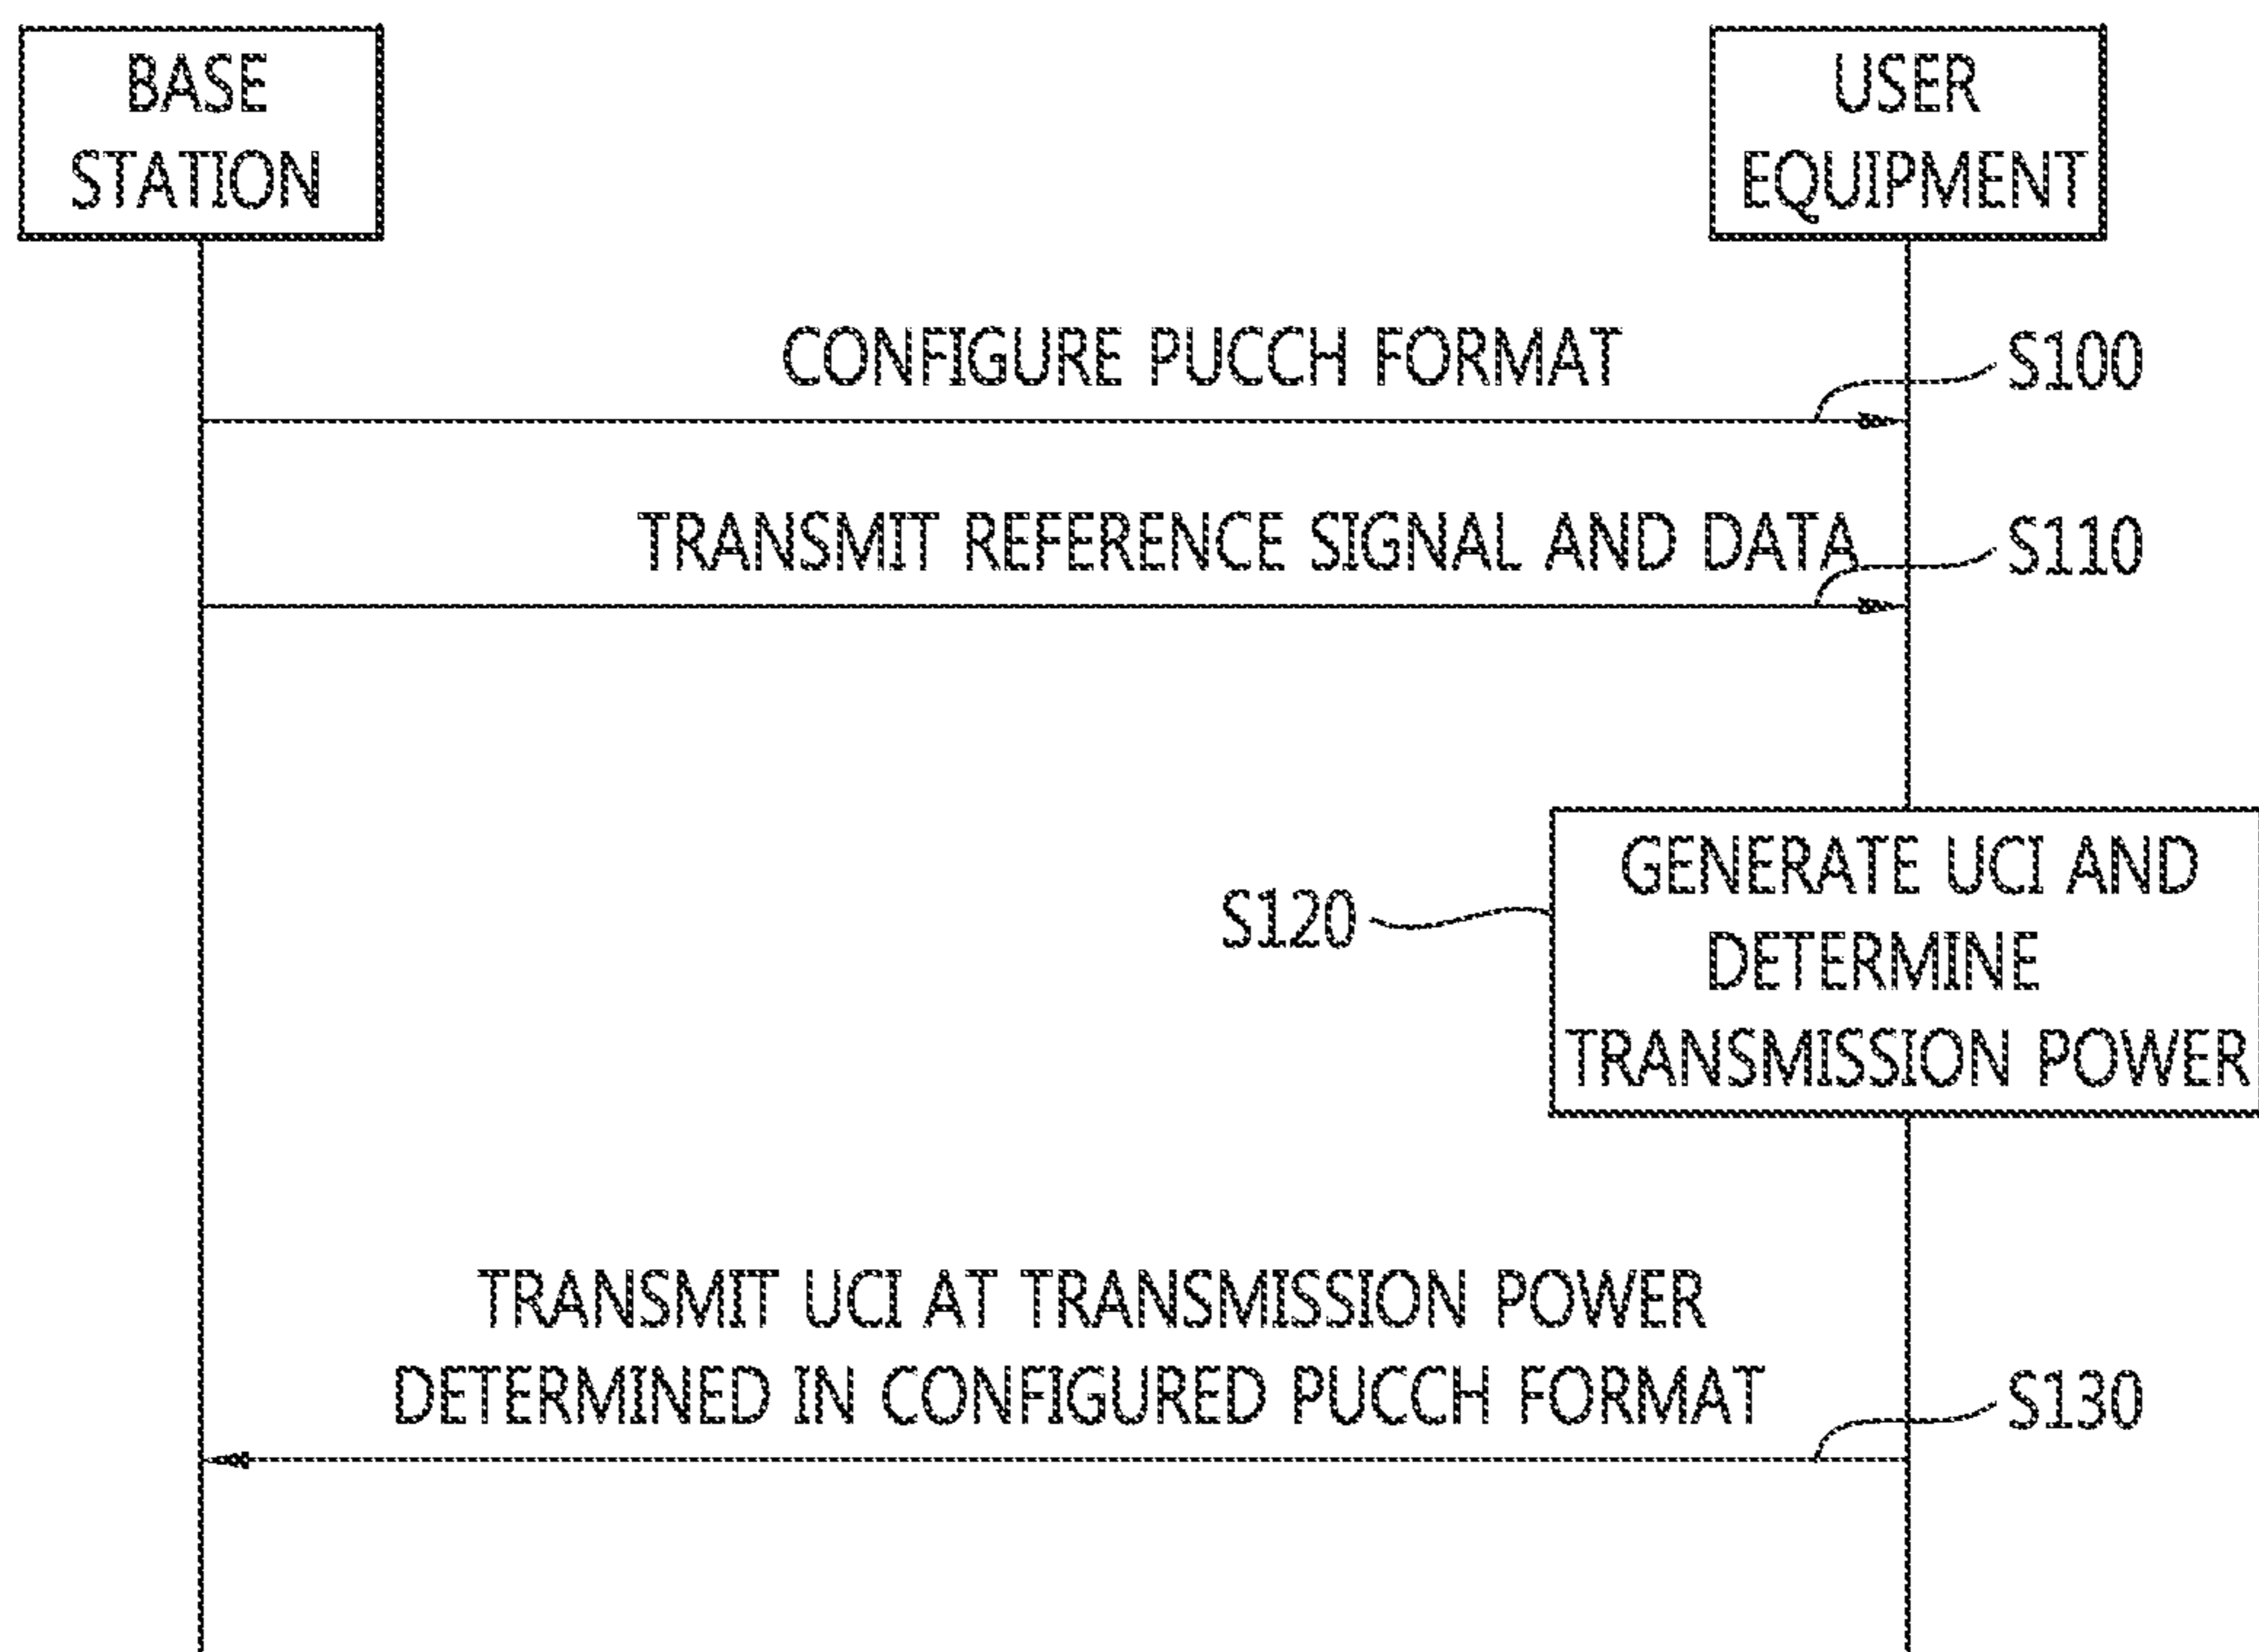 BASE
STATION
USER
EQUIPMENT
CONFIGURE PUCCH FORMAT
S100
TRANSMIT REFERENCE SIGNAL AND DATA
S110
GENERATE UCI AND
DETERMINE
TRANSMISSION POWER
S120
TRANSMIT UCI AT TRANSMISSION POWER
DETERMINED IN CONFIGURED PUCCH FORMAT
S130